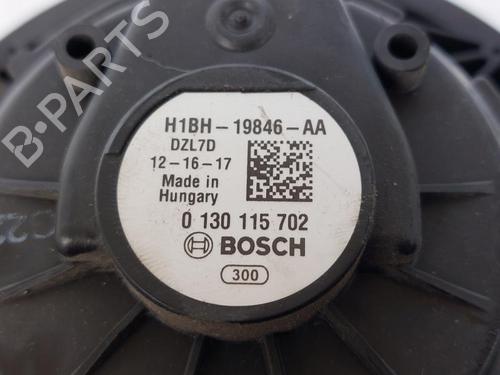 B-PARTS
H1BH-19846-AA
DZL7D
12-16-17
Made in
Hungary
0 130 115 702
BOSCH
300